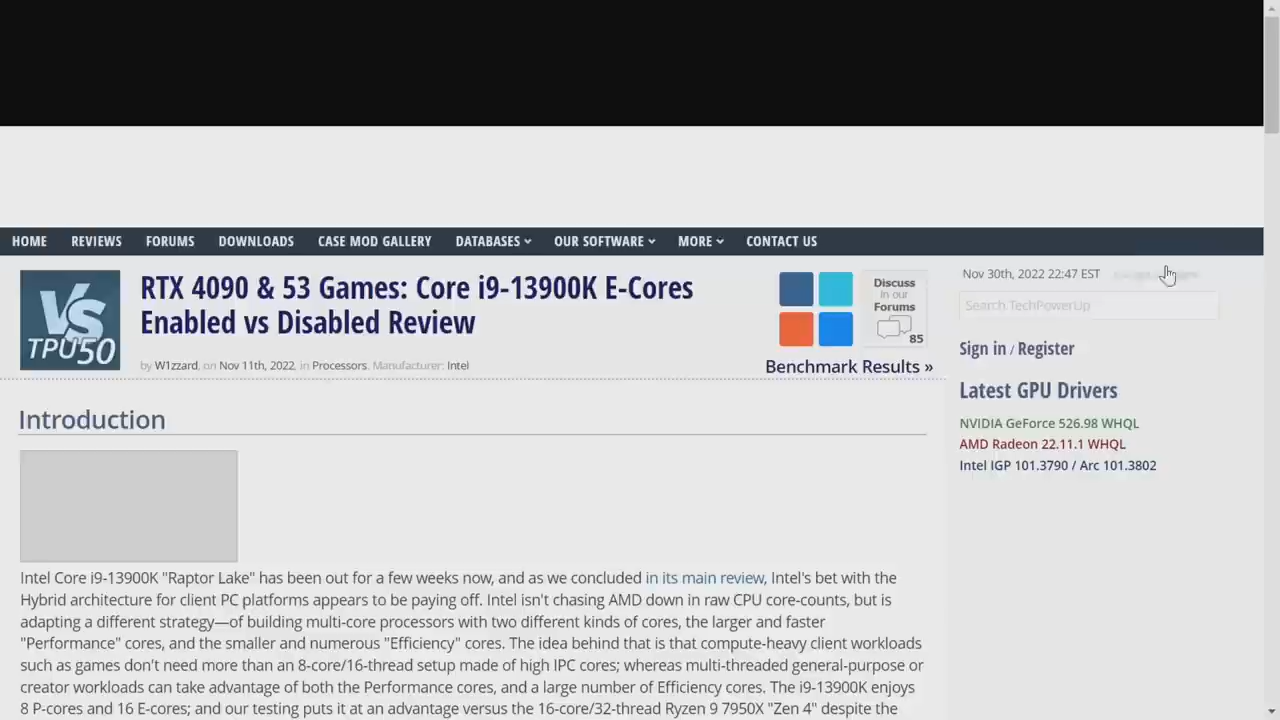 HOME REVIEWS FORUMS DOWNLOADS CASE MOD GALLERY DATABASES OUR SOFTWARE MORE CONTACT US
VS
TPU50
RTX 4090 & 53 Games: Core i9-13900K E-Cores
Enabled vs Disabled Review
by W1zzard, on Nov 11th, 2022, in Processors. Manufacturer: Intel
Discuss
in our
Forums
85
Benchmark Results »
Nov 30th, 2022 22:47 EST
Search TechPowerUp
Sign in / Register
Latest GPU Drivers
NVIDIA GeForce 526.98 WHQL
AMD Radeon 22.11.1 WHQL
Intel IGP 101.3790 / Arc 101.3802
Introduction
Intel Core i9-13900K "Raptor Lake" has been out for a few weeks now, and as we concluded in its main review, Intel's bet with the
Hybrid architecture for client PC platforms appears to be paying off. Intel isn't chasing AMD down in raw CPU core-counts, but is
adapting a different strategy—of building multi-core processors with two different kinds of cores, the larger and faster
"Performance" cores, and the smaller and numerous "Efficiency" cores. The idea behind that is that compute-heavy client workloads
such as games don't need more than an 8-core/16-thread setup made of high IPC cores; whereas multi-threaded general-purpose or
creator workloads can take advantage of both the Performance cores, and a large number of Efficiency cores. The i9-13900K enjoys
8 P-cores and 16 E-cores; and our testing puts it at an advantage versus the 16-core/32-thread Ryzen 9 7950X "Zen 4" despite the